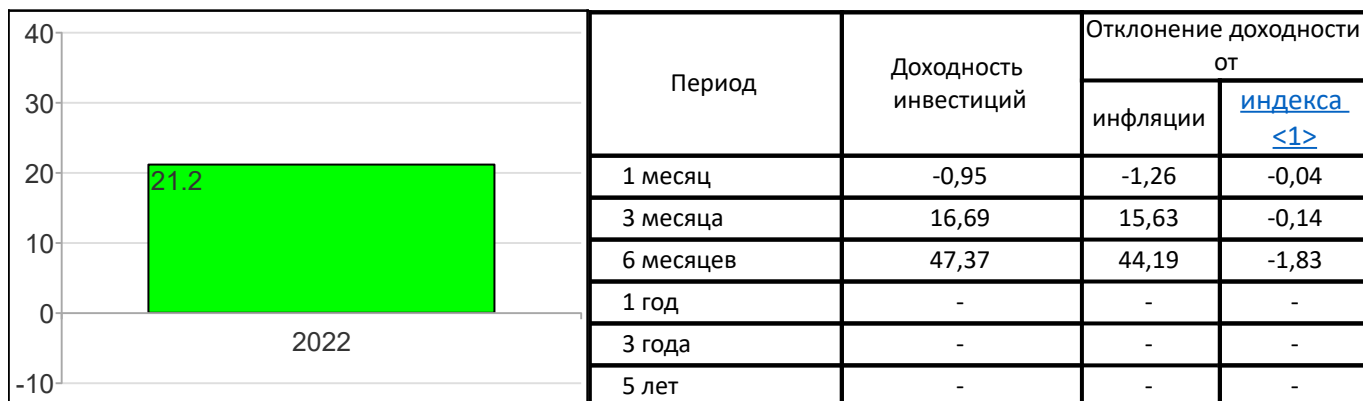 40
30
20
10
0
-10
21.2
2022
Период
Доходность
инвестиций
Отклонение доходности
от
инфляции
индекса
<1>
1 месяц -0,95 -1,26 -0,04
3 месяца 16,69 15,63 -0,14
6 месяцев 47,37 44,19 -1,83
1 год - - -
3 года - - -
5 лет - - -